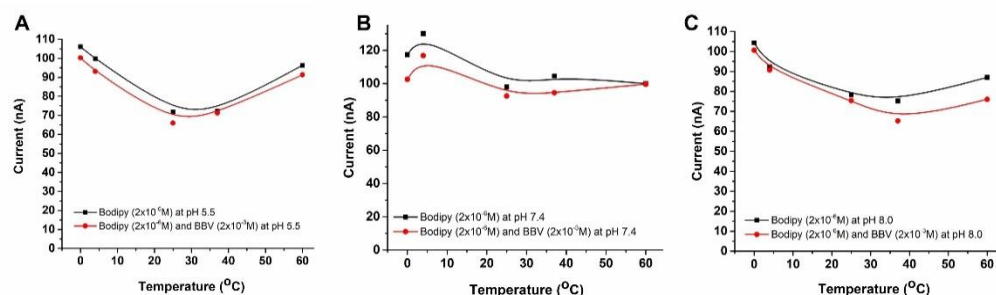 A
110
100
90
80
70
60
50
40
30
20
10
0
Current (nA)
Bodipy (2x10⁻⁶M) at pH 5.5
Bodipy (2x10⁻⁶M) and BBV (2x10⁻³M) at pH 5.5
0 10 20 30 40 50 60
Temperature (⁰C)
B
120
100
80
60
40
20
0
Current (nA)
Bodipy (2x10⁻⁶M) at pH 7.4
Bodipy (2x10⁻⁶M) and BBV (2x10⁻³M) at pH 7.4
0 10 20 30 40 50 60
Temperature (⁰C)
C
110
100
90
80
70
60
50
40
30
20
10
0
Current (nA)
Bodipy (2x10⁻⁶M) at pH 8.0
Bodipy (2x10⁻⁶M) and BBV (2x10⁻³M) at pH 8.0
0 10 20 30 40 50 60
Temperature (⁰C)